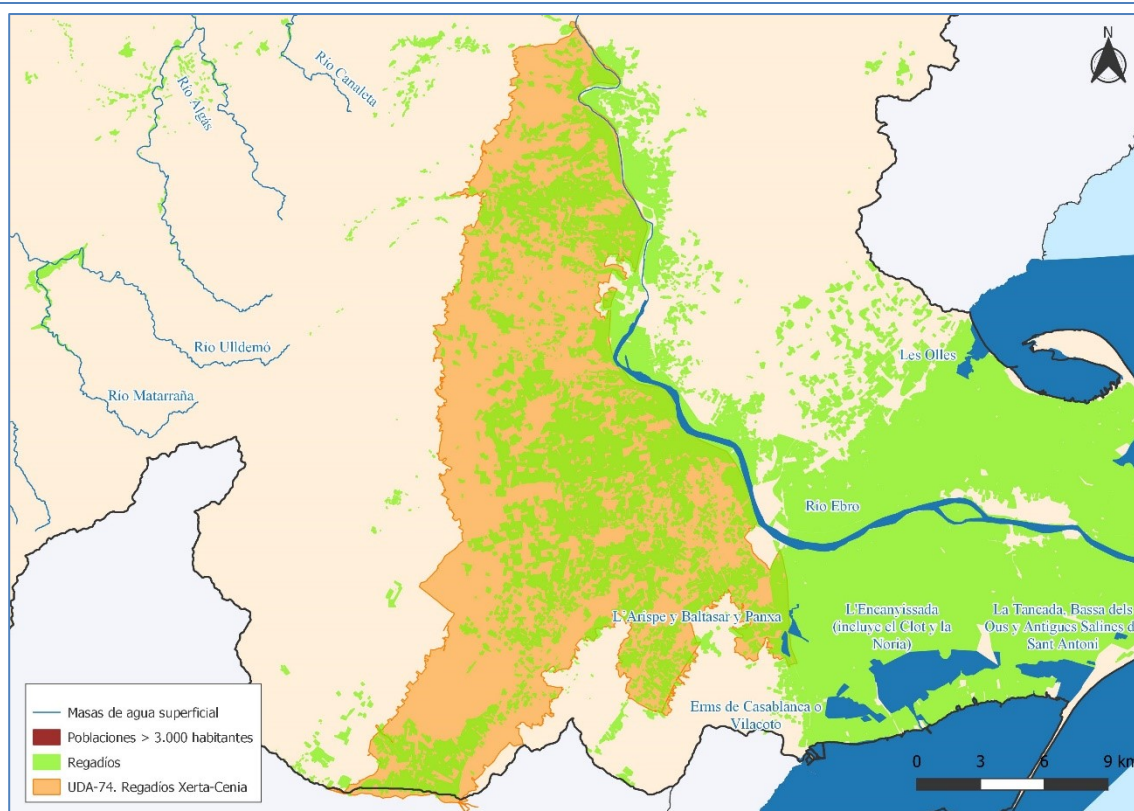 N
Río Canaleta
Río Algás
Río Ulldemó
Río Matarraña
Les Olles
Río Ebro
L'Arispe y Baltasar y Panxa
L'Encanyissada
(incluye el Clot y la
Noria)
La Tancada, Bassa dels
Ous y Antigues Salines d
Sant Antoni
Erms de Casablanca o
Vilacoto
Masas de agua superficial
Poblaciones > 3.000 habitantes
Regadíos
UDA-74. Regadíos Xerta-Cenia
0 3 6 9 km